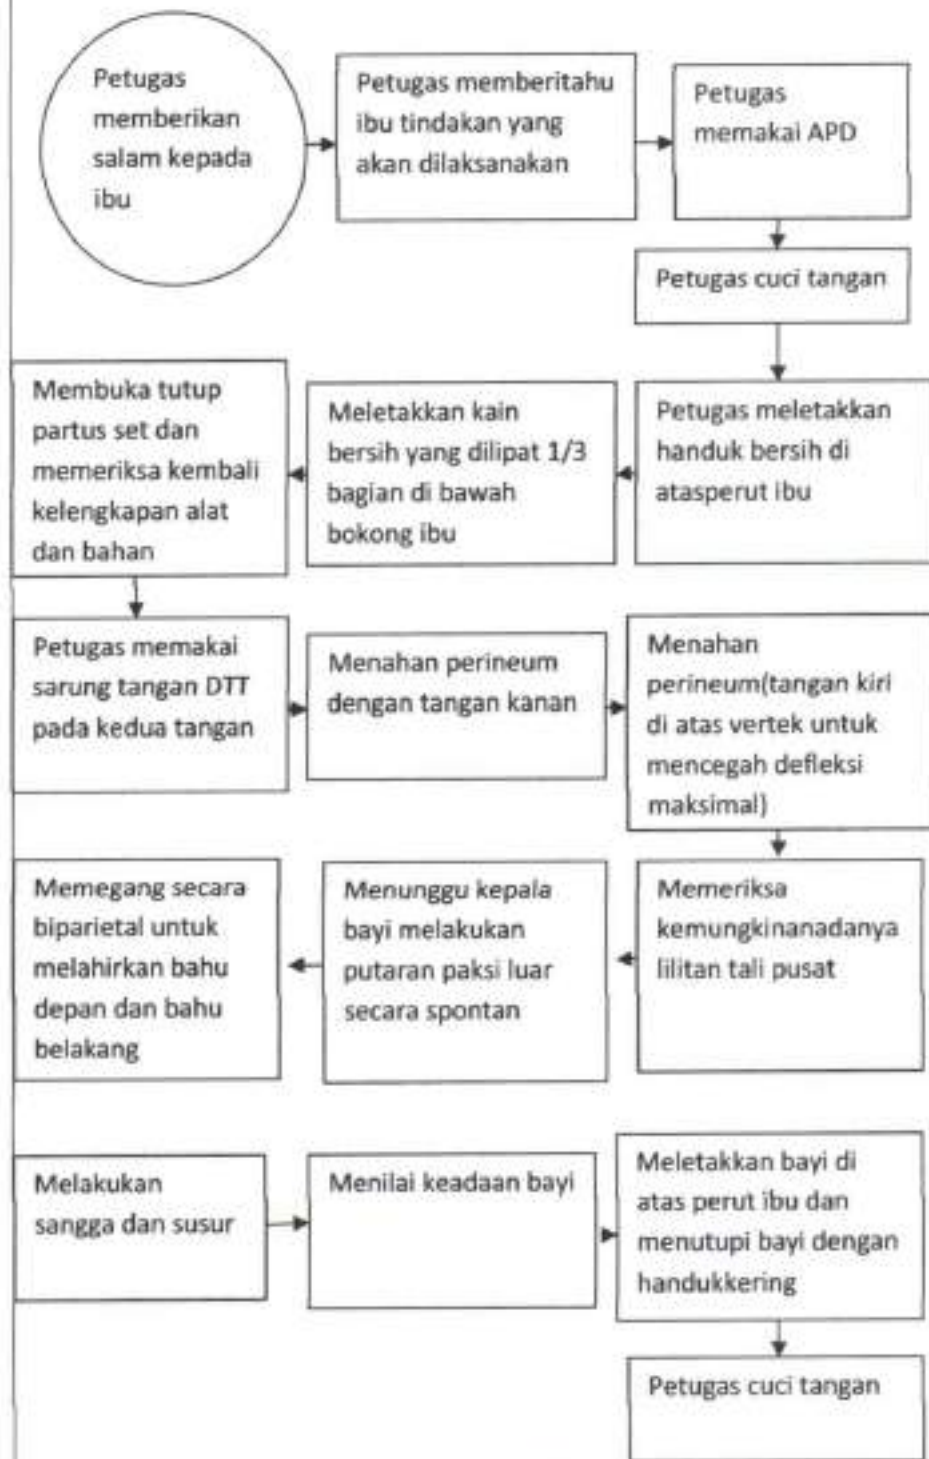 Petugas
memberikan
salam kepada
ibu
Petugas memberitahu
ibu tindakan yang
akan dilaksanakan
Petugas
memakai APD
Petugas cuci tangan
Petugas meletakkan
handuk bersih di
atasperut ibu
Meletakkan kain
bersih yang dilipat 1/3
bagian di bawah
bokong ibu
Membuka tutup
partus set dan
memeriksa kembali
kelengkapan alat
dan bahan
Petugas memakai
sarung tangan DTT
pada kedua tangan
Menahan perineum
dengan tangan kanan
Menahan
perineum(tangan kiri
di atas vertek untuk
mencegah defleksi
maksimal)
Memeriksa
kemungkinanadanya
lilitan tali pusat
Menunggu kepala
bayi melakukan
putaran paksi luar
secara spontan
Memegang secara
biparietal untuk
melahirkan bahu
depan dan bahu
belakang
Melakukan
sangga dan susur
Menilai keadaan bayi
Meletakkan bayi di
atas perut ibu dan
menutupi bayi dengan
handukkering
Petugas cuci tangan